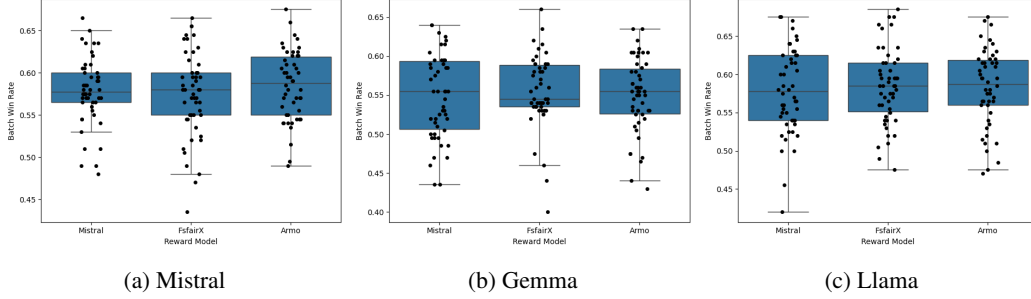 0.65
0.60
0.55
0.50
0.45
Batch Win Rate
Mistral FsfairX Armo
Reward Model
(a) Mistral
0.65
0.60
0.55
0.50
0.45
0.40
Batch Win Rate
Mistral FsfairX Armo
Reward Model
(b) Gemma
0.65
0.60
0.55
0.50
0.45
Batch Win Rate
Mistral FsfairX Armo
Reward Model
(c) Llama